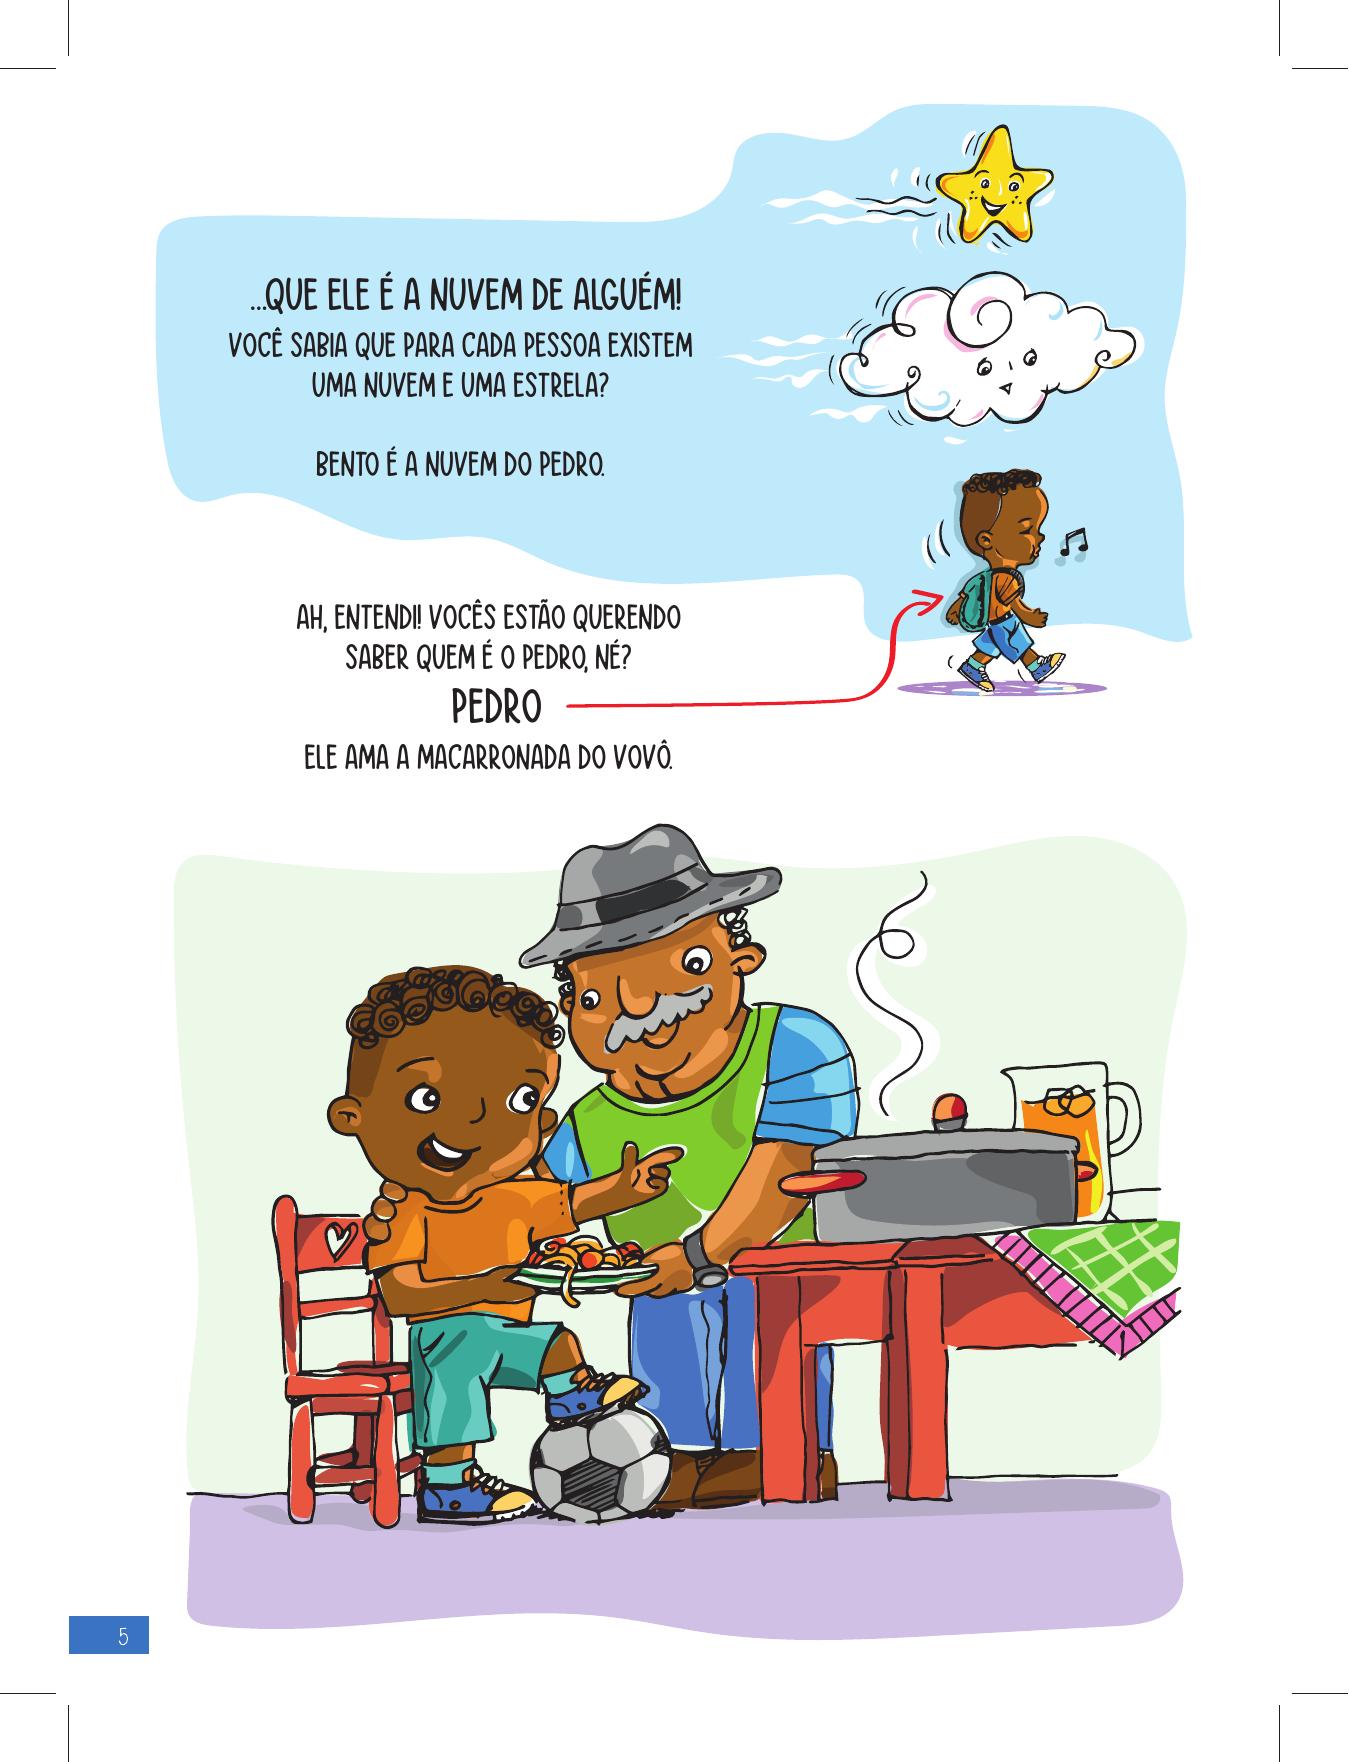 ...QUE ELE É A NUVEM DE ALGUÉM!
VOCÊ SABIA QUE PARA CADA PESSOA EXISTEM
UMA NUVEM E UMA ESTRELA?
BENTO É A NUVEM DO PEDRO.
AH, ENTENDI! VOCÊS ESTÃO QUERENDO
SABER QUEM É O PEDRO, NÉ?
PEDRO
ELE AMA A MACARRONADA DO VOVÔ.
5